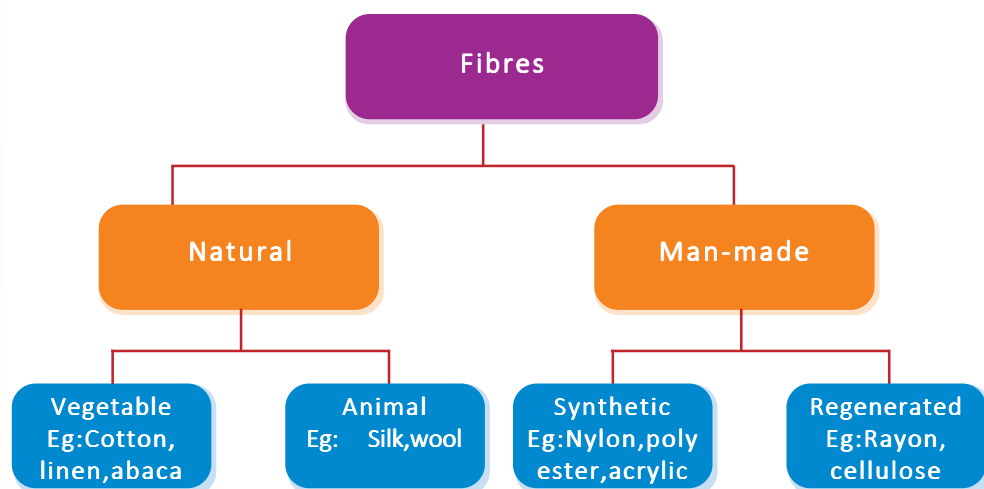 Fibres
Natural
Man-made
Vegetable
Eg:Cotton,
linen,abaca
Animal
Eg: Silk,wool
Synthetic
Eg:Nylon,poly
ester,acrylic
Regenerated
Eg:Rayon,
cellulose